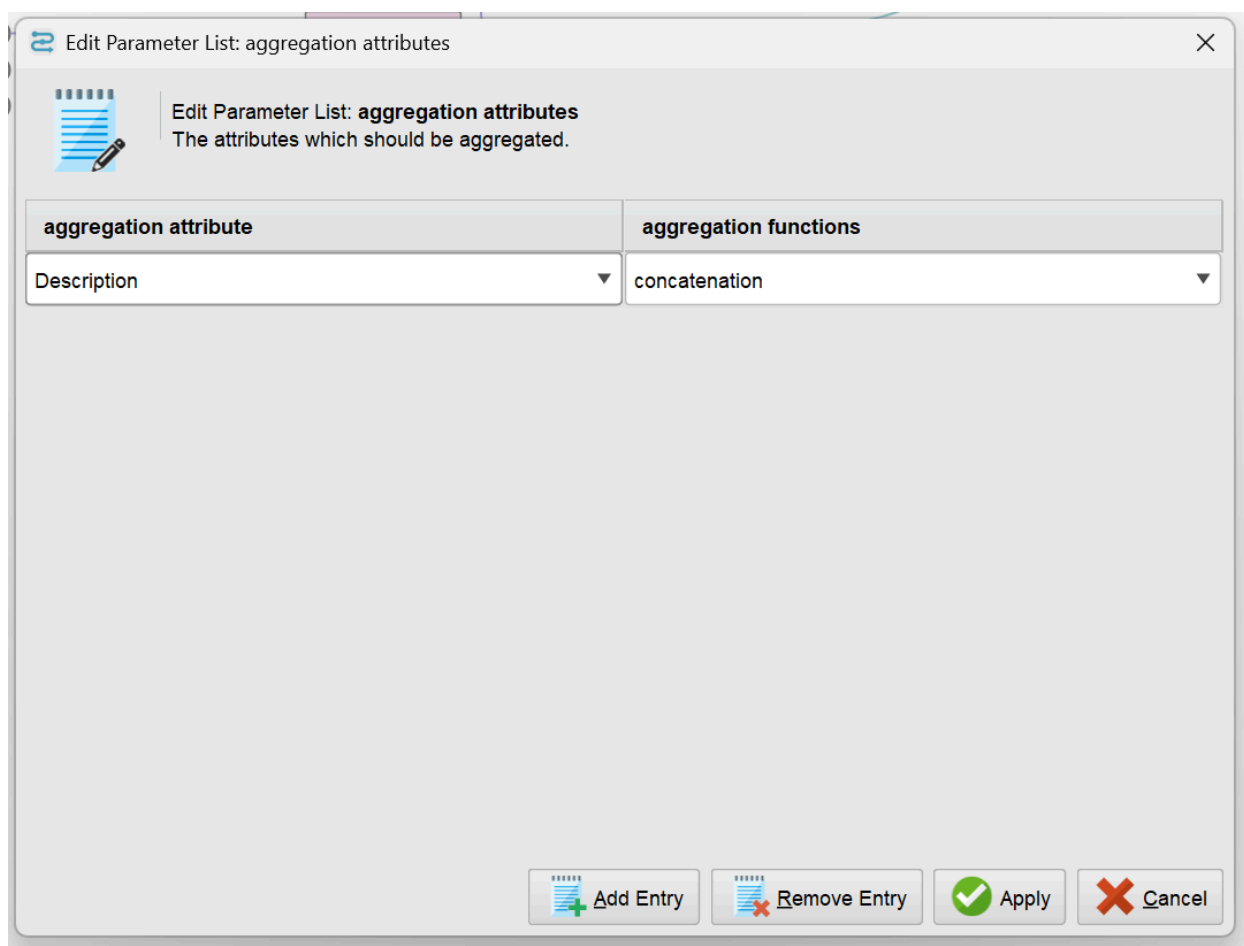 Edit Parameter List: aggregation attributes
Edit Parameter List: aggregation attributes
The attributes which should be aggregated.
aggregation attribute aggregation functions
Description concatenation
Add Entry Remove Entry Apply Cancel